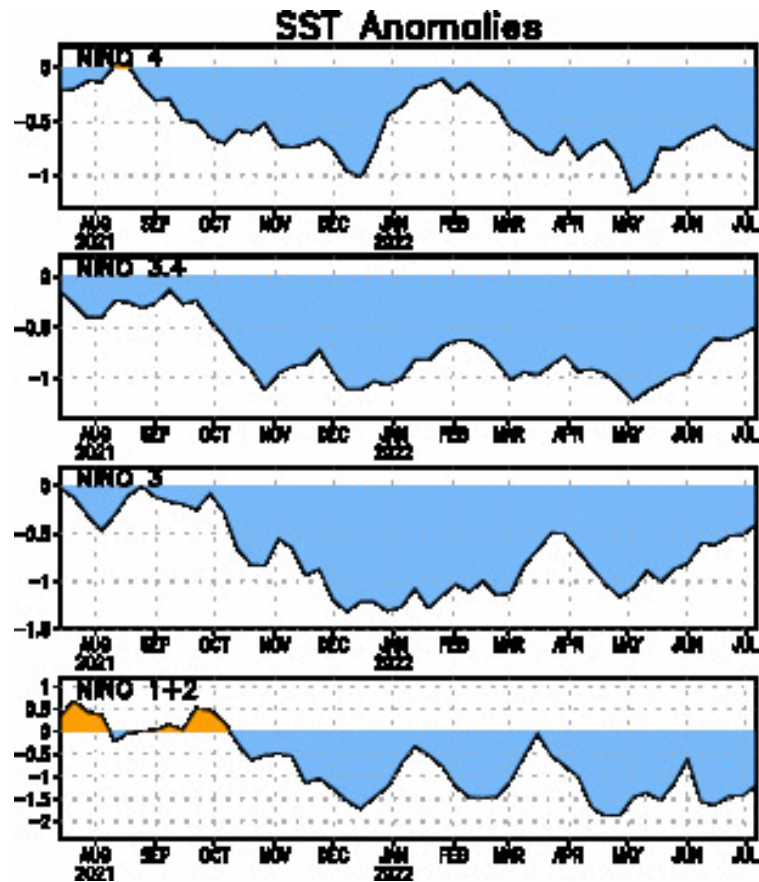 SST Anomalies
NINO 4
0
-0.5
-1
AUG SEP OCT NOV DEC JAN FEB MAR APR MAY JUN JUL
2021 2022
NINO 3.4
0
-0.5
-1
AUG SEP OCT NOV DEC JAN FEB MAR APR MAY JUN JUL
2021 2022
NINO 3
0
-0.5
-1
-1.5
AUG SEP OCT NOV DEC JAN FEB MAR APR MAY JUN JUL
2021 2022
NINO 1+2
1
0.5
0
-0.5
-1
-1.5
-2
AUG SEP OCT NOV DEC JAN FEB MAR APR MAY JUN JUL
2021 2022